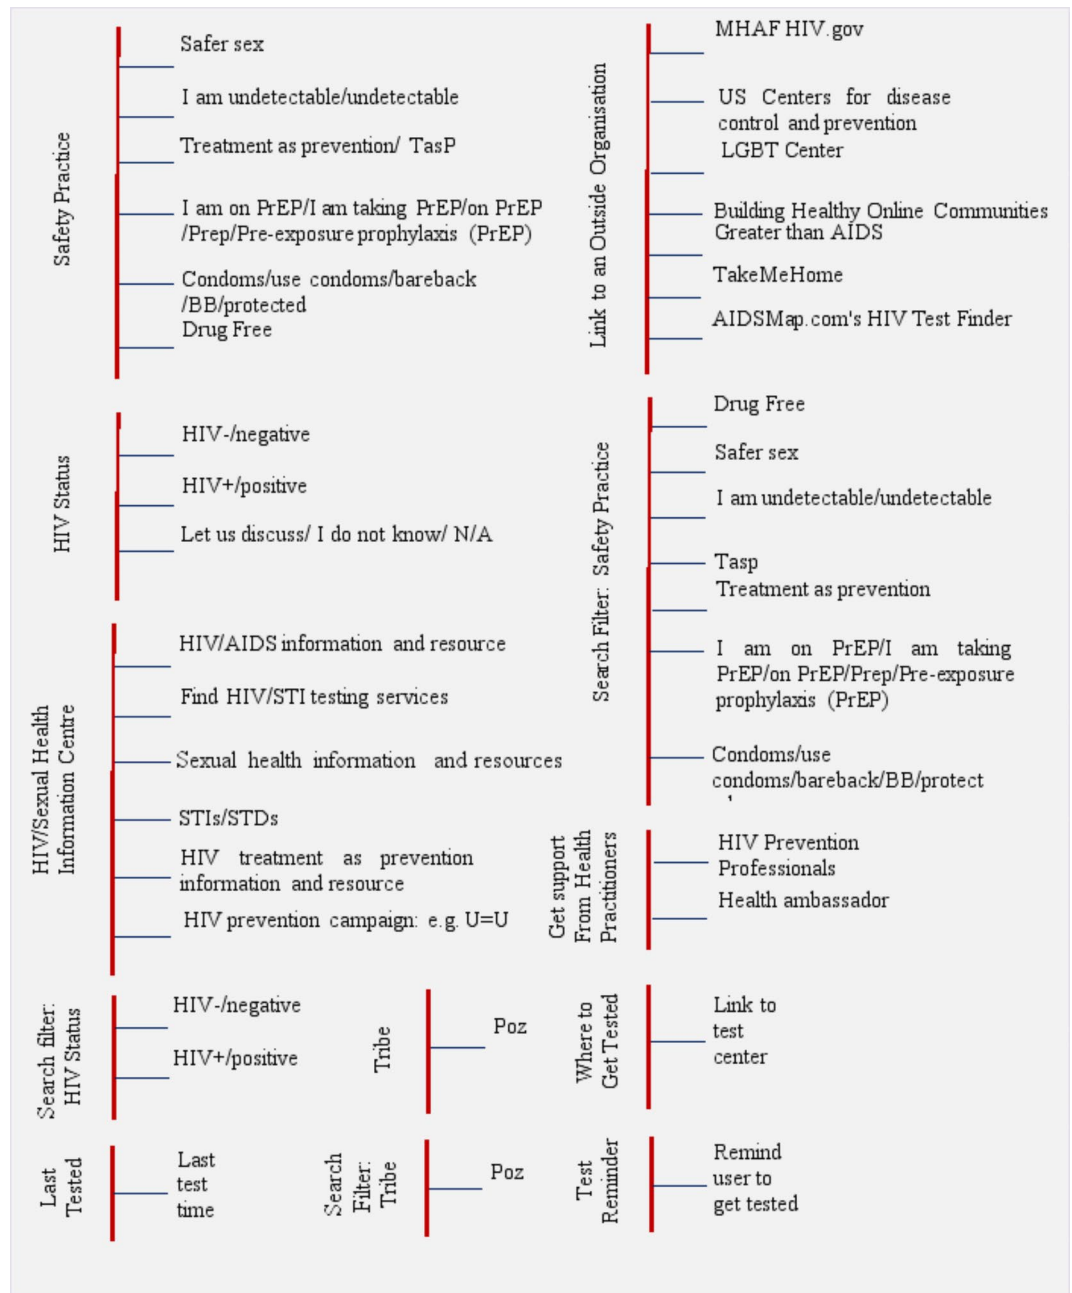 Safety Practice
Safer sex
I am undetectable/undetectable
Treatment as prevention/ TasP
I am on PrEP/I am taking PrEP/on PrEP
/Prep/Pre-exposure prophylaxis (PrEP)
Condoms/use condoms/bareback
/BB/protected
Drug Free
Link to an Outside Organisation
MHAF HIV.gov
US Centers for disease
control and prevention
LGBT Center
Building Healthy Online Communities
Greater than AIDS
TakeMeHome
AIDSMap.com's HIV Test Finder
HIV Status
HIV-/negative
HIV+/positive
Let us discuss/ I do not know/ N/A
Search Filter: Safety Practice
Drug Free
Safer sex
I am undetectable/undetectable
Tasp
Treatment as prevention
I am on PrEP/I am taking
PrEP/on PrEP/Prep/Pre-exposure
prophylaxis (PrEP)
Condoms/use
condoms/bareback/BB/protect
HIV/Sexual Health
Information Centre
HIV/AIDS information and resource
Find HIV/STI testing services
Sexual health information and resources
STIs/STDs
HIV treatment as prevention
information and resource
HIV prevention campaign: e.g. U=U
Get support
From Health
Practitioners
HIV Prevention
Professionals
Health ambassador
Search filter:
HIV Status
HIV-/negative
HIV+/positive
Tribe
Poz
Where to
Get Tested
Link to
test
center
Last
Tested
Last
test
time
Search
Filter:
Tribe
Poz
Test
Reminder
Remind
user to
get tested